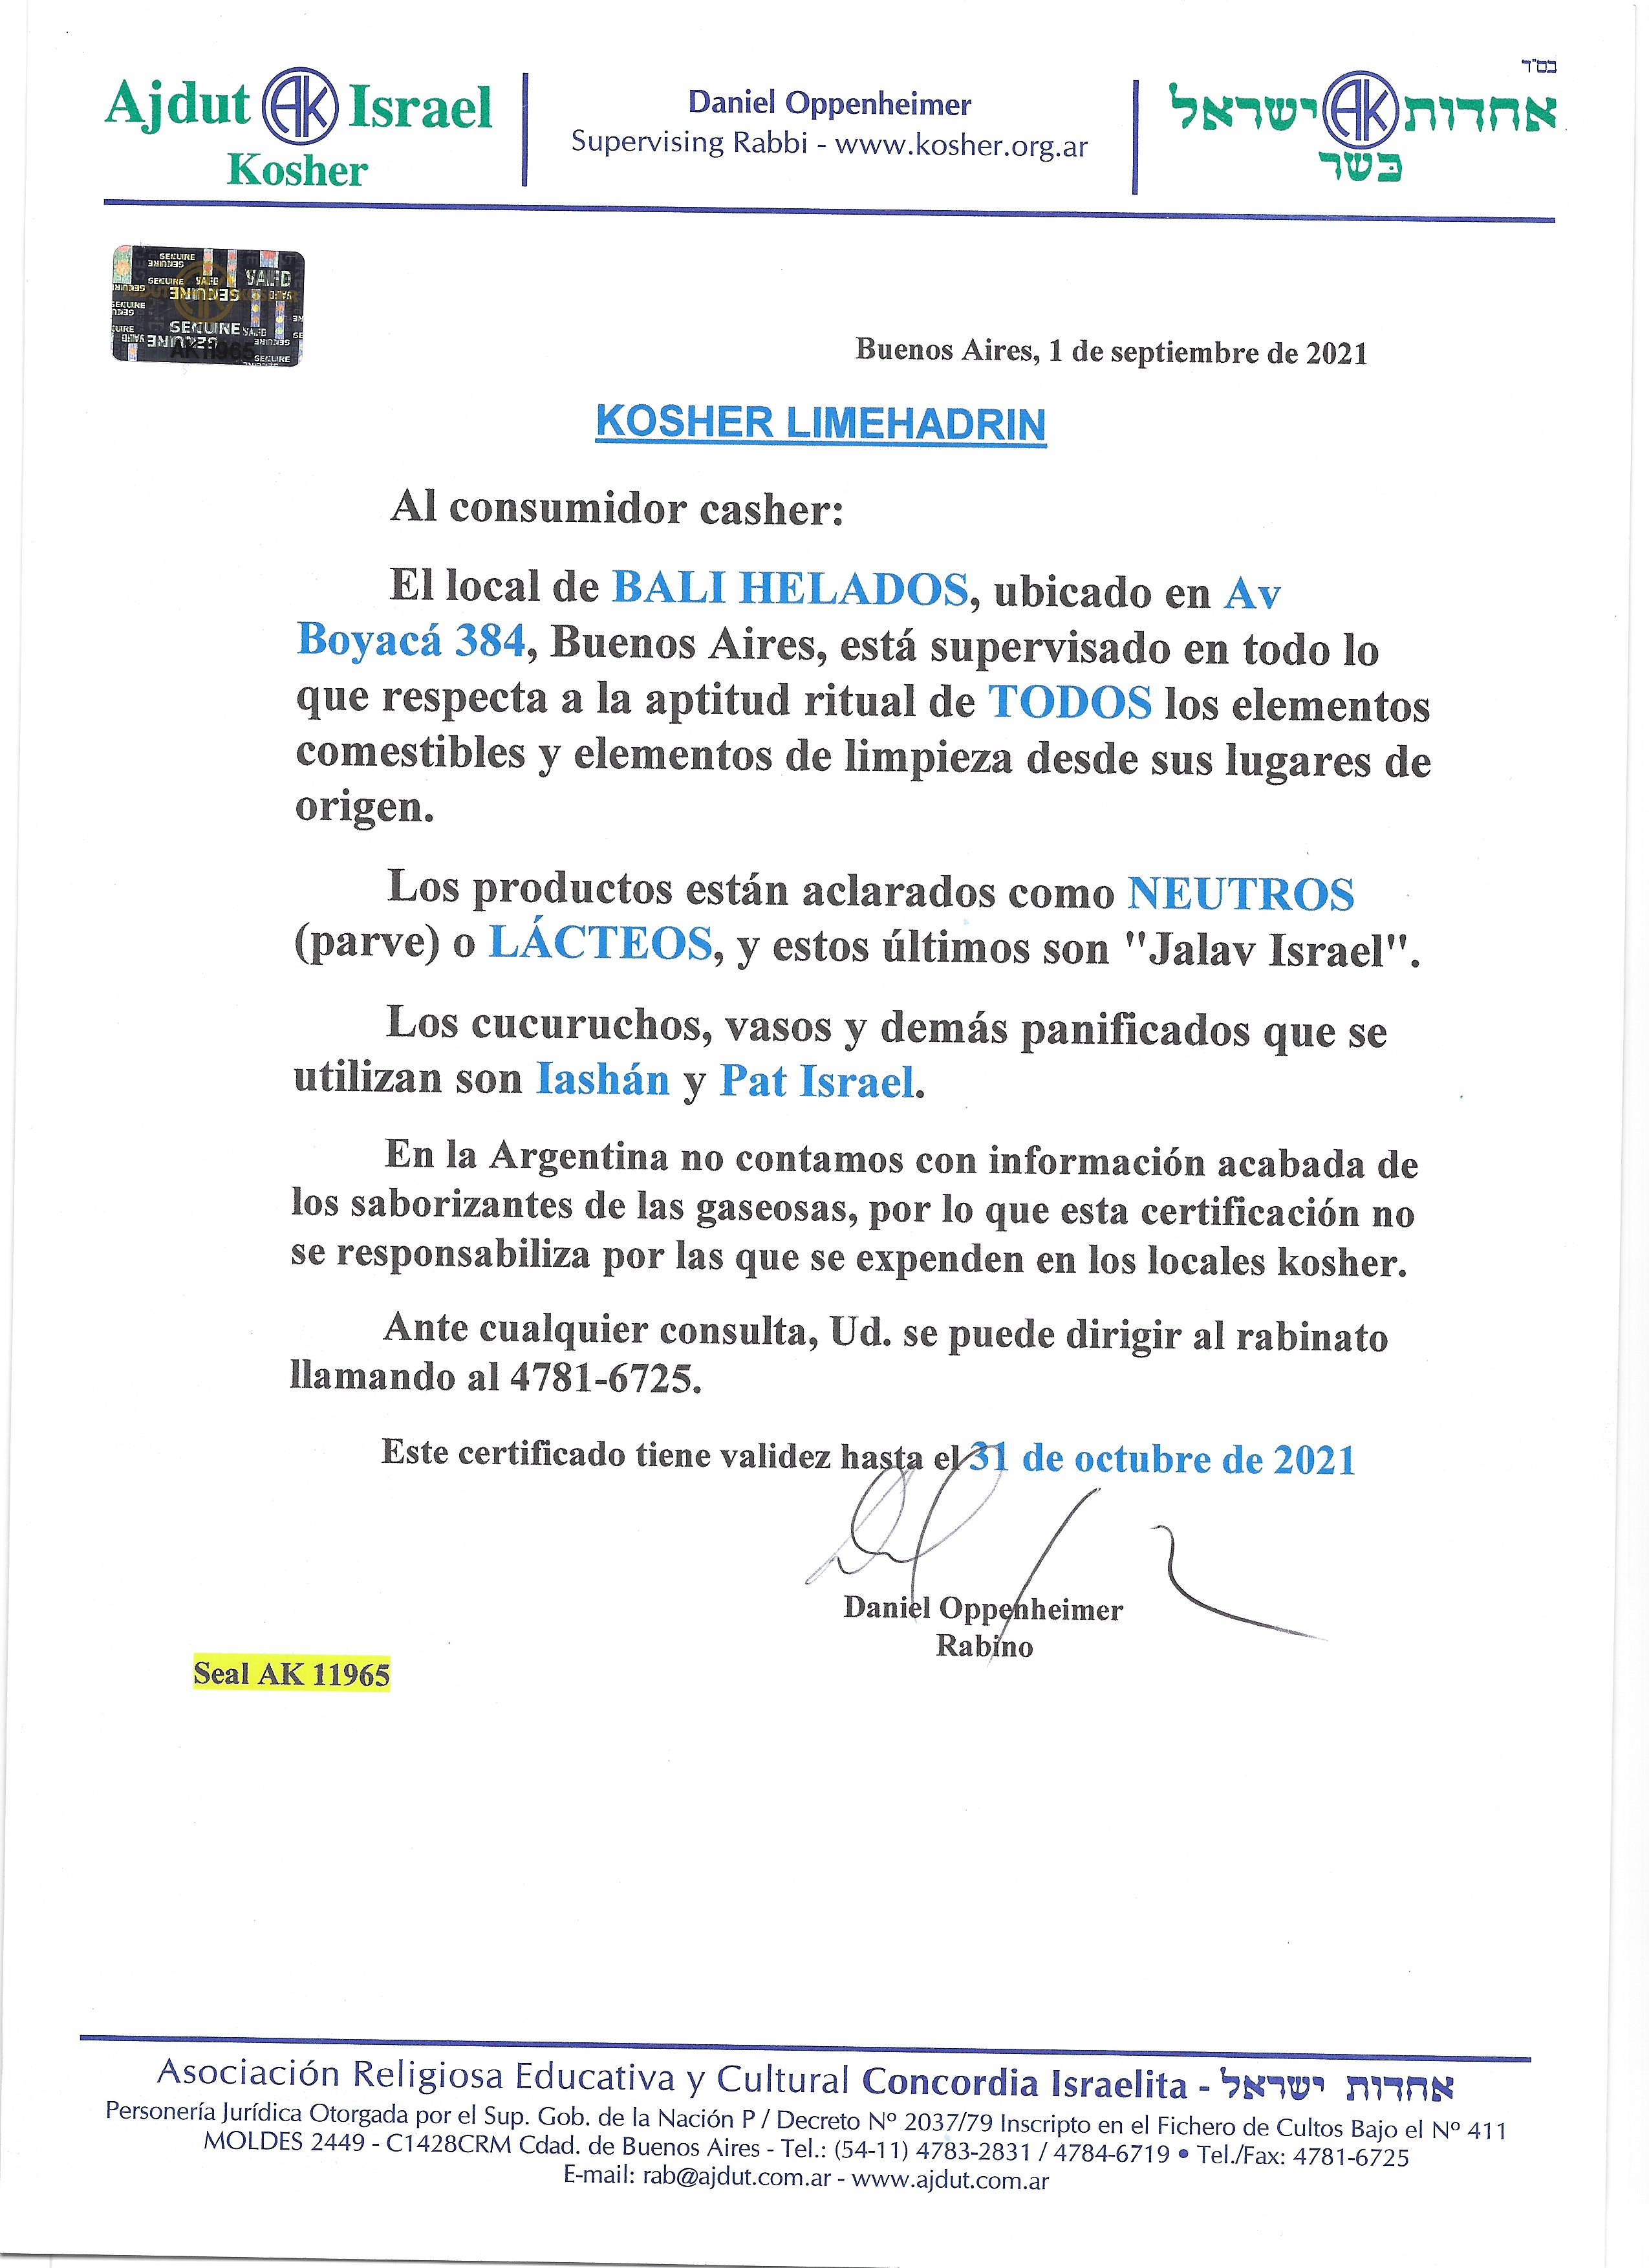 בס"ד
Ajdut AK Israel
Kosher
Daniel Oppenheimer
Supervising Rabbi - www.kosher.org.ar
אחדות AK ישראל
כשר
SECURE
VALID
AK11965
Buenos Aires, 1 de septiembre de 2021
KOSHER LIMEHADRIN
Al consumidor casher:
El local de BALI HELADOS, ubicado en Av
Boyacá 384, Buenos Aires, está supervisado en todo lo
que respecta a la aptitud ritual de TODOS los elementos
comestibles y elementos de limpieza desde sus lugares de
origen.
Los productos están aclarados como NEUTROS
(parve) o LÁCTEOS, y estos últimos son "Jalav Israel".
Los cucuruchos, vasos y demás panificados que se
utilizan son Iashán y Pat Israel.
En la Argentina no contamos con información acabada de
los saborizantes de las gaseosas, por lo que esta certificación no
se responsabiliza por las que se expenden en los locales kosher.
Ante cualquier consulta, Ud. se puede dirigir al rabinato
llamando al 4781-6725.
Este certificado tiene validez hasta el 31 de octubre de 2021
Daniel Oppenheimer
Rabino
Seal AK 11965
Asociación Religiosa Educativa y Cultural Concordia Israelita - אחדות ישראל
Personería Jurídica Otorgada por el Sup. Gob. de la Nación P / Decreto Nº 2037/79 Inscripto en el Fichero de Cultos Bajo el Nº 411
MOLDES 2449 - C1428CRM Cdad. de Buenos Aires - Tel.: (54-11) 4783-2831 / 4784-6719 • Tel./Fax: 4781-6725
E-mail: rab@ajdut.com.ar - www.ajdut.com.ar